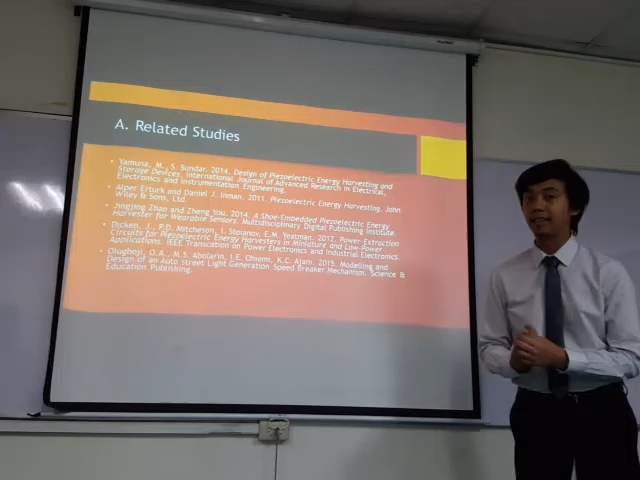 A. Related Studies
• Yamuna, M., S. Sundar. 2014. Design of Piezoelectric Energy Harvesting and
Storage Devices. International Journal of Advanced Research in Electrical,
Electronics and Instrumentation Engineering.
• Alper Erturk and Daniel J. Inman. 2011. Piezoelectric Energy Harvesting. John
Wiley & Sons, Ltd.
• Jingjing Zhao and Zheng You. 2014. A Shoe-Embedded Piezoelectric Energy
Harvester for Wearable Sensors. Multidisciplinary Digital Publishing Institute.
• Dicken, J., P.D. Mitcheson, I. Stoianov, E.M. Yeatman. 2012. Power-Extraction
Circuits for Piezoelectric Energy Harvesters in Miniature and Low-Power
Applications. IEEE Transcation on Power Electronics and Industrial Electronics.
• Olugboji, O.A., M.S. Abolarin, I.E. Ohiemi, K.C. Ajani. 2015. Modelling and
Design of an Auto street Light Generation Speed Breaker Mechanism. Science &
Education Publishing.